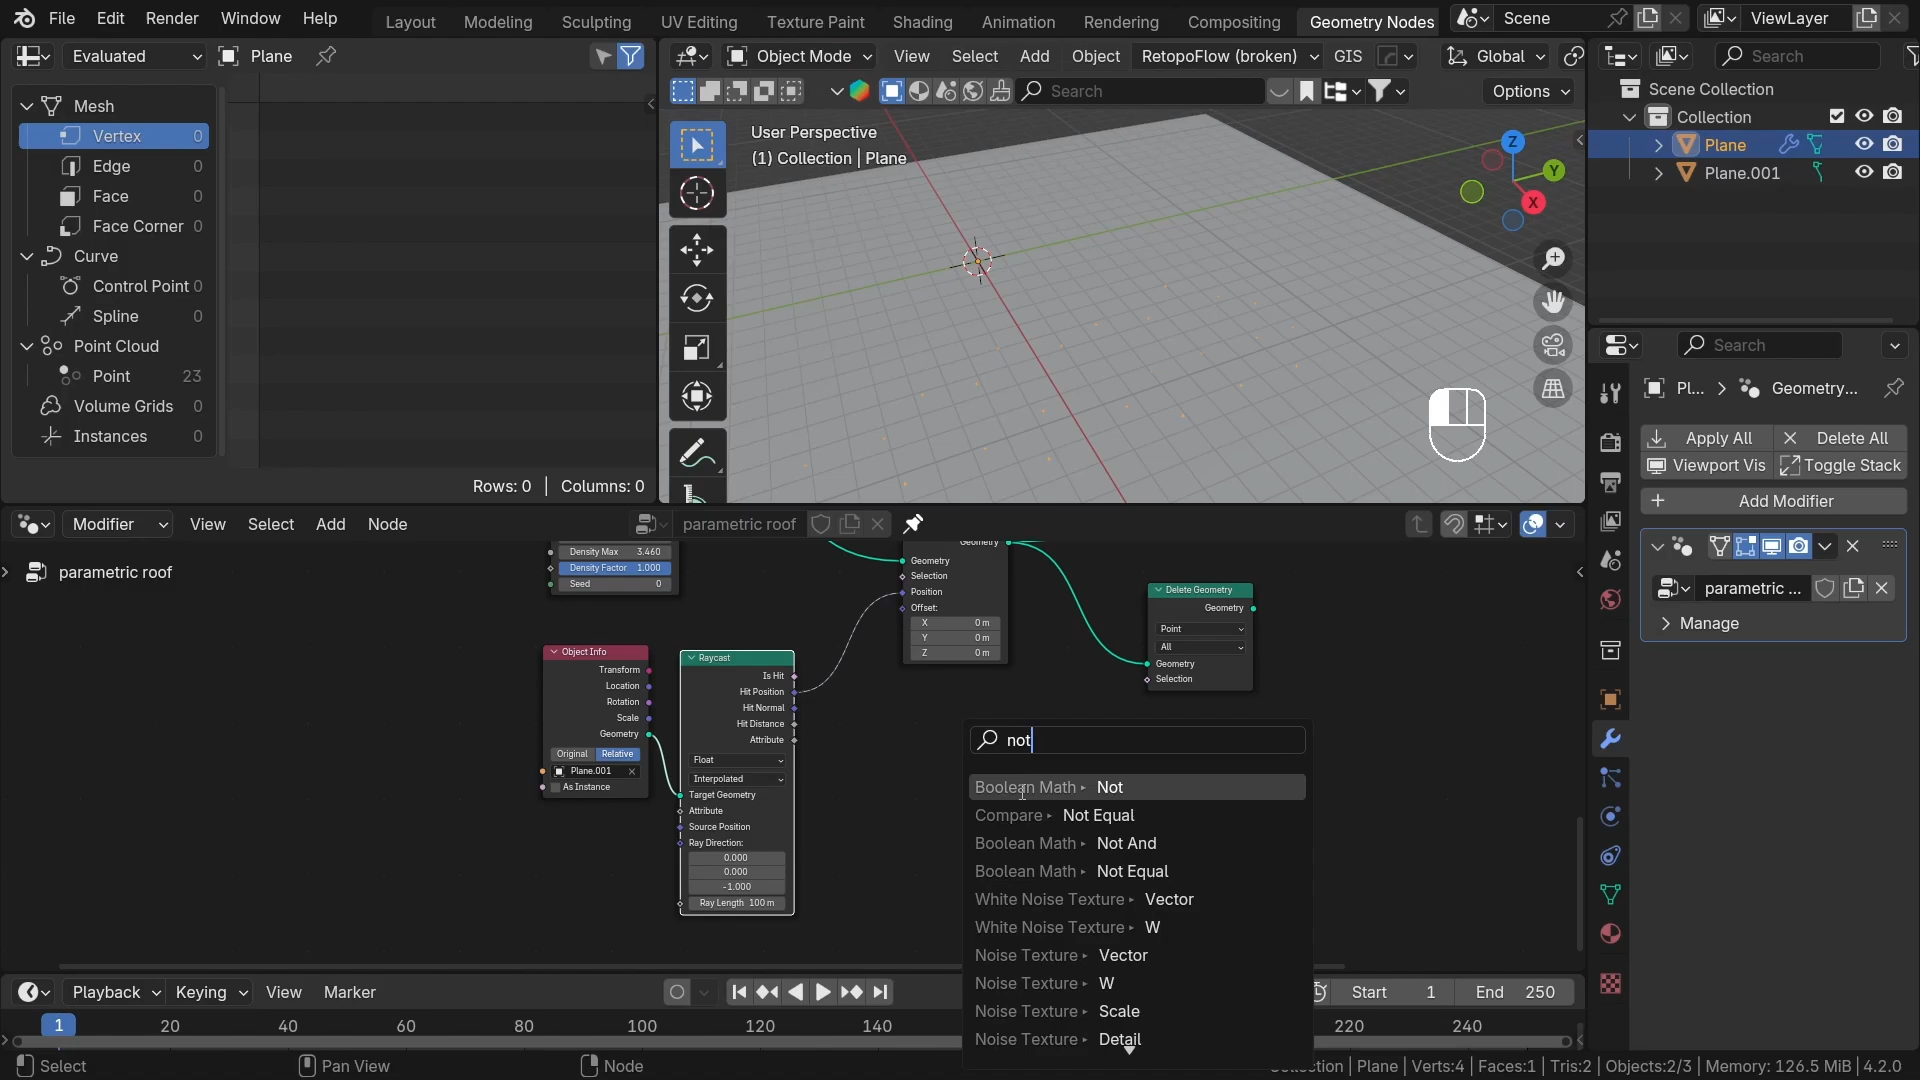 File Edit Render Window Help
Layout Modeling Sculpting UV Editing Texture Paint Shading Animation Rendering Compositing Geometry Nodes
Scene
ViewLayer
Evaluated
Plane
Object Mode
View Select Add Object RetopoFlow (broken) GIS
Global
Search
Search
Options
Mesh
Vertex 0
Edge 0
Face 0
Face Corner 0
Curve
Control Point 0
Spline 0
Point Cloud
Point 23
Volume Grids 0
Instances 0
Rows: 0 | Columns: 0
User Perspective
(1) Collection | Plane
Z
Y
X
Scene Collection
Collection
Plane
Plane.001
Search
Pl... > Geometry...
Apply All
Delete All
Viewport Vis
Toggle Stack
Add Modifier
parametric ...
Manage
Modifier
View Select Add Node
parametric roof
parametric roof
Density Max 3.460
Density Factor 1.000
Seed 0
Object Info
Transform
Location
Rotation
Scale
Geometry
Original Relative
Plane.001
As Instance
Raycast
Is Hit
Hit Position
Hit Normal
Hit Distance
Attribute
Float
Interpolated
Target Geometry
Attribute
Source Position
Ray Direction:
0.000
0.000
-1.000
Ray Length 100 m
Geometry
Geometry
Selection
Position
Offset:
X 0 m
Y 0 m
Z 0 m
Delete Geometry
Geometry
Point
All
Geometry
Selection
not
Boolean Math Not
Compare Not Equal
Boolean Math Not And
Boolean Math Not Equal
White Noise Texture Vector
White Noise Texture W
Noise Texture Vector
Noise Texture W
Noise Texture Scale
Noise Texture Detail
Playback Keying View Marker
Start 1
End 250
1 20 40 60 80 100 120 140 220 240
Select
Pan View
Node
| Plane | Verts:4 | Faces:1 | Tris:2 | Objects:2/3 | Memory: 126.5 MiB | 4.2.0